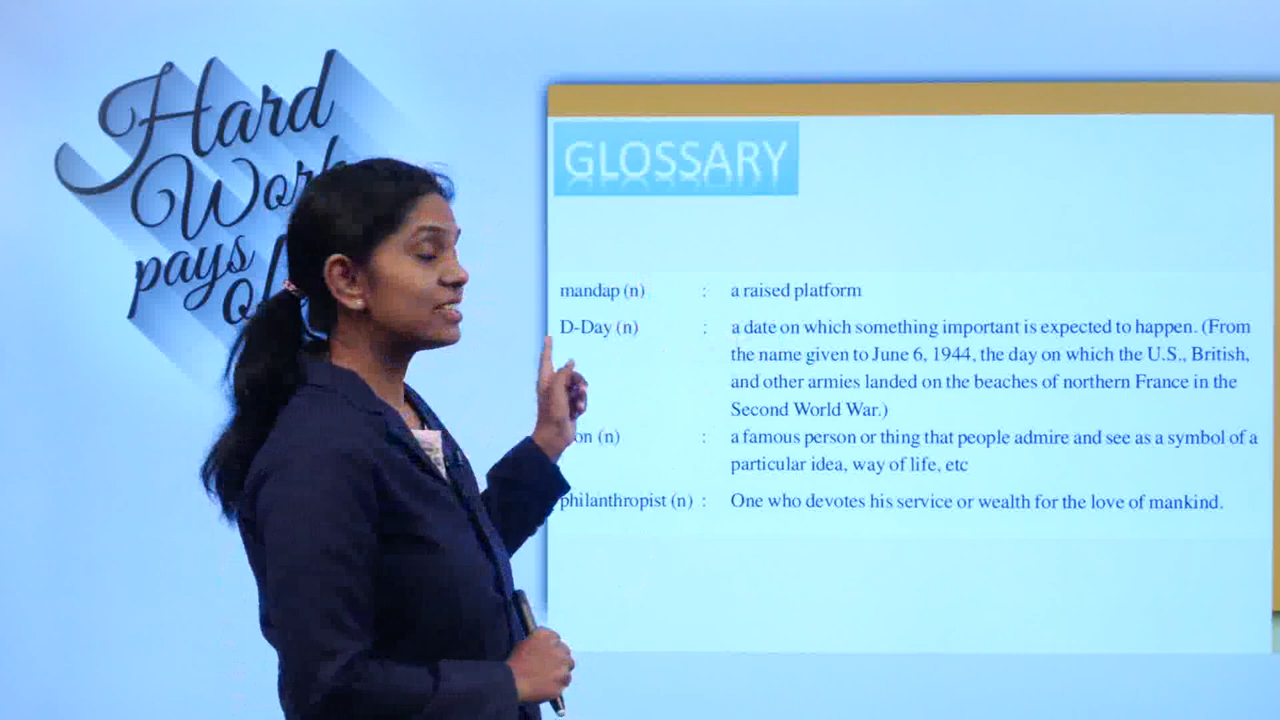 Hard
pays
GLOSSARY
mandap (n) : a raised platform
D-Day (n) : a date on which something important is expected to happen. (From
the name given to June 6, 1944, the day on which the U.S., British,
and other armies landed on the beaches of northern France in the
Second World War.)
(n) : a famous person or thing that people admire and see as a symbol of a
particular idea, way of life, etc
philanthropist (n) : One who devotes his service or wealth for the love of mankind.